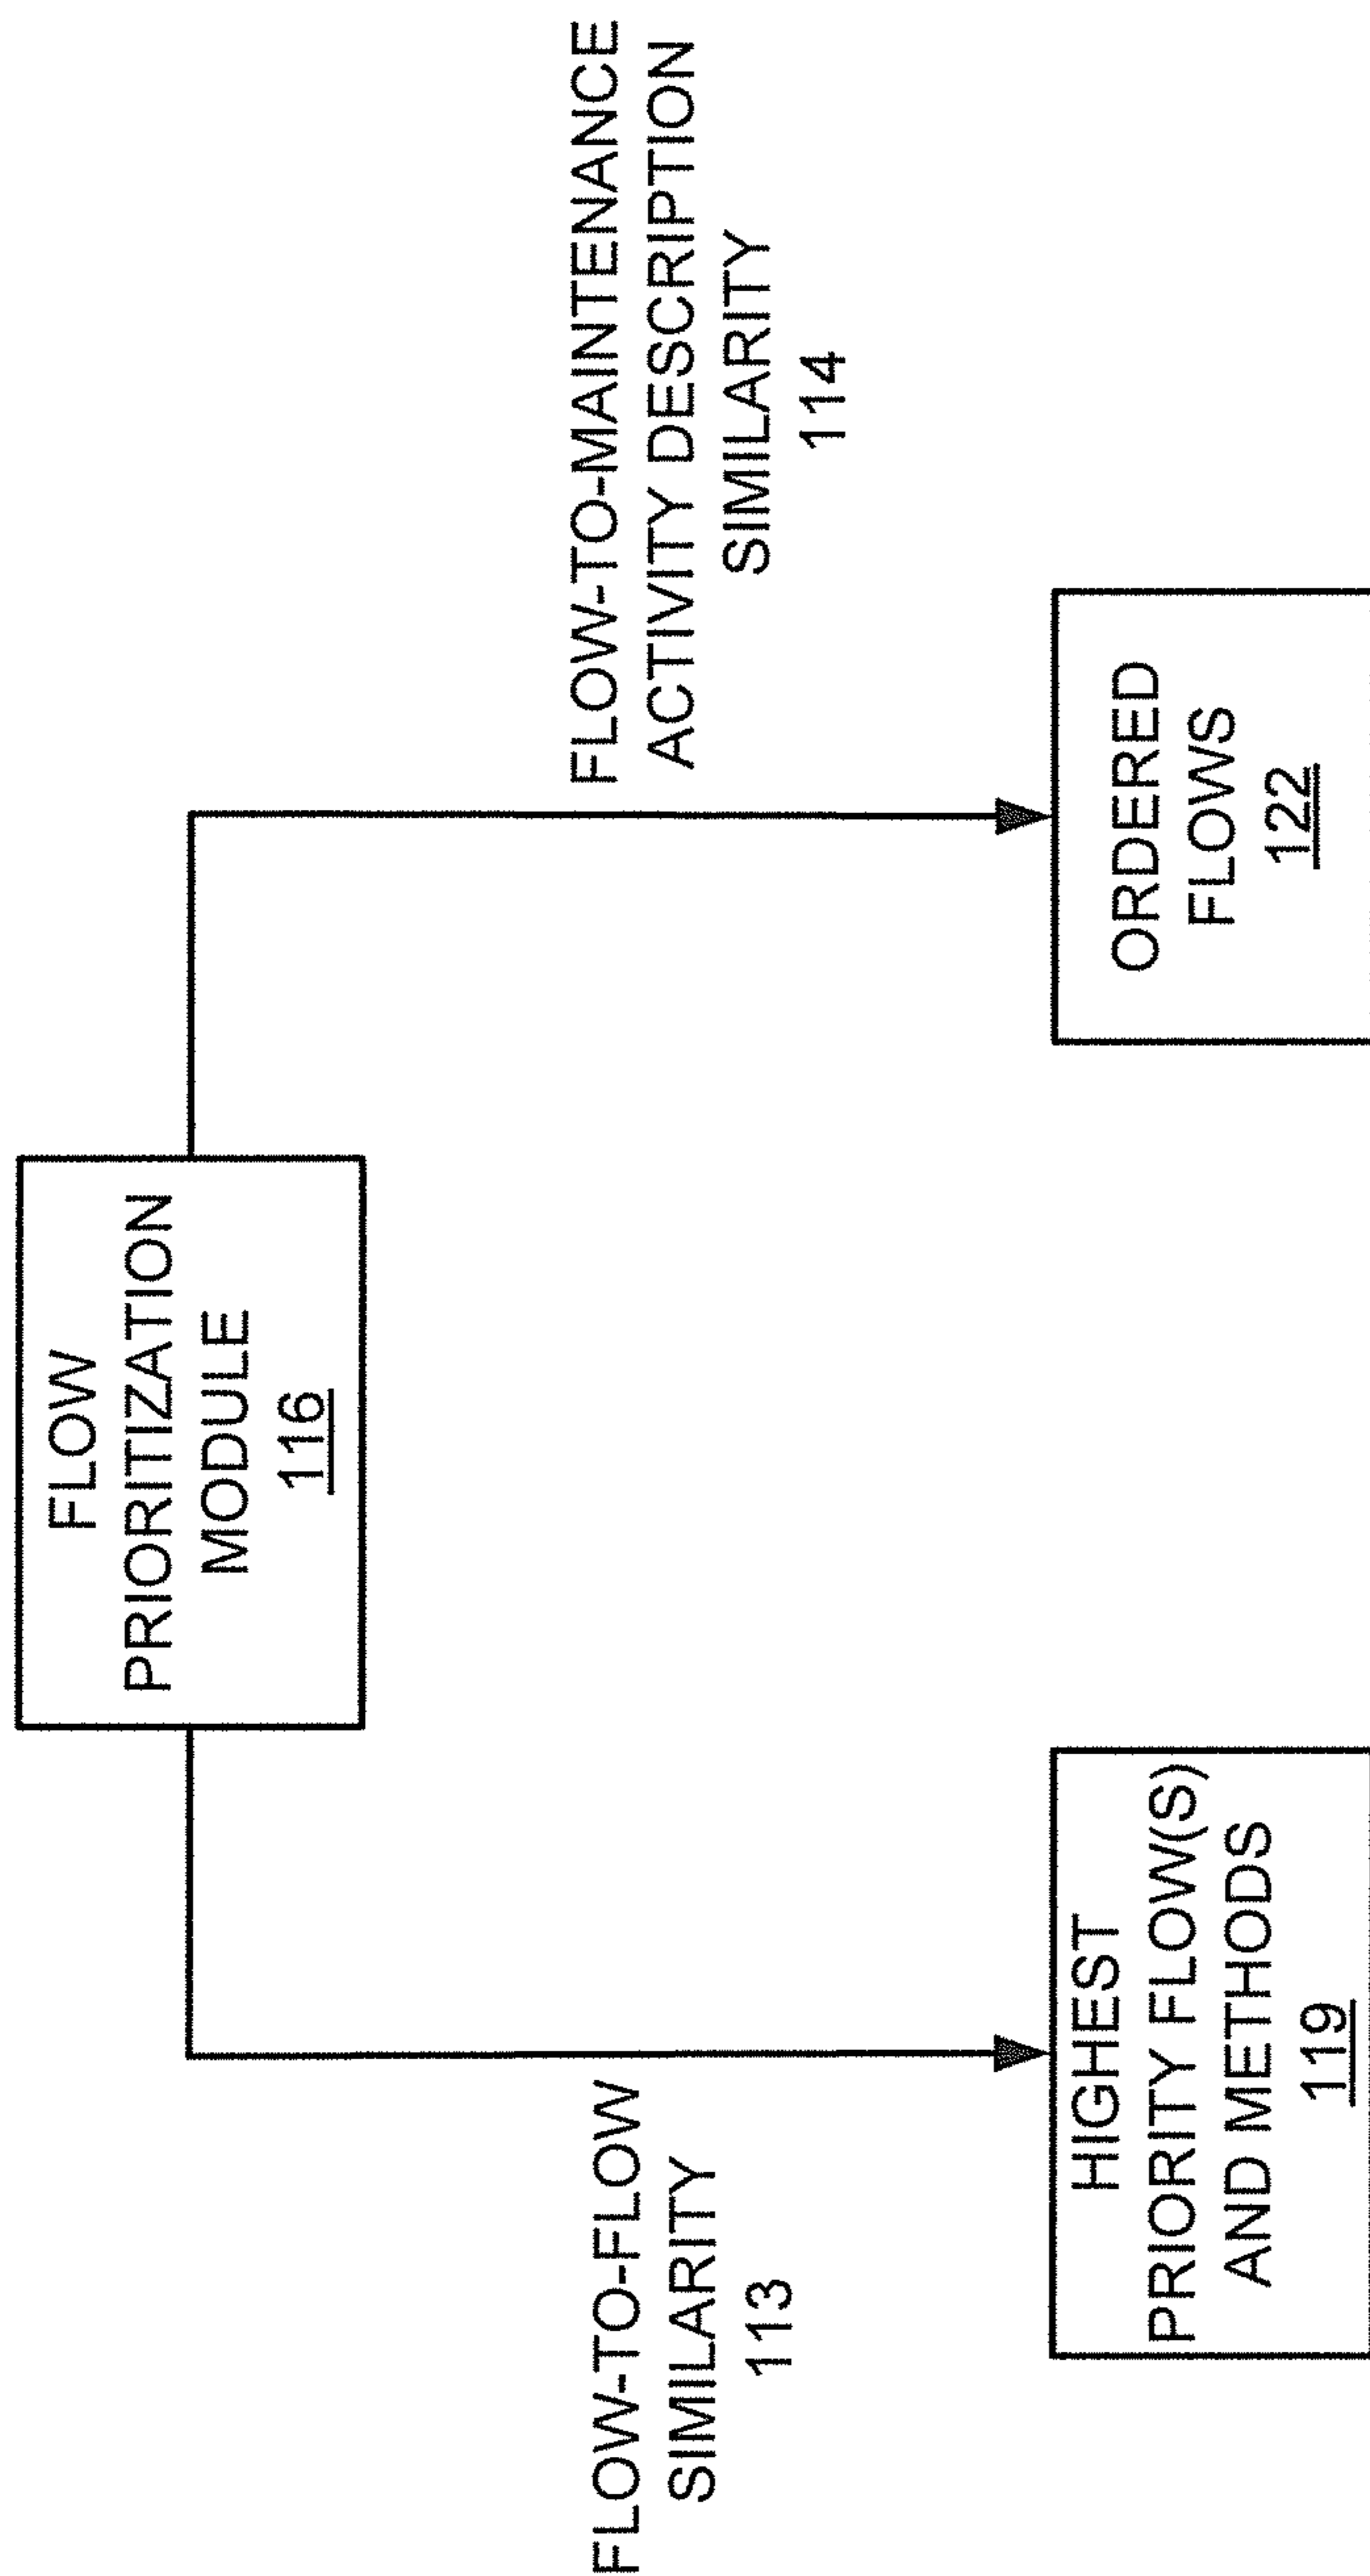 FLOW
PRIORITIZATION
MODULE
116
FLOW-TO-FLOW
SIMILARITY
113
FLOW-TO-MAINTENANCE
ACTIVITY DESCRIPTION
SIMILARITY
114
HIGHEST
PRIORITY FLOW(S)
AND METHODS
119
ORDERED
FLOWS
122